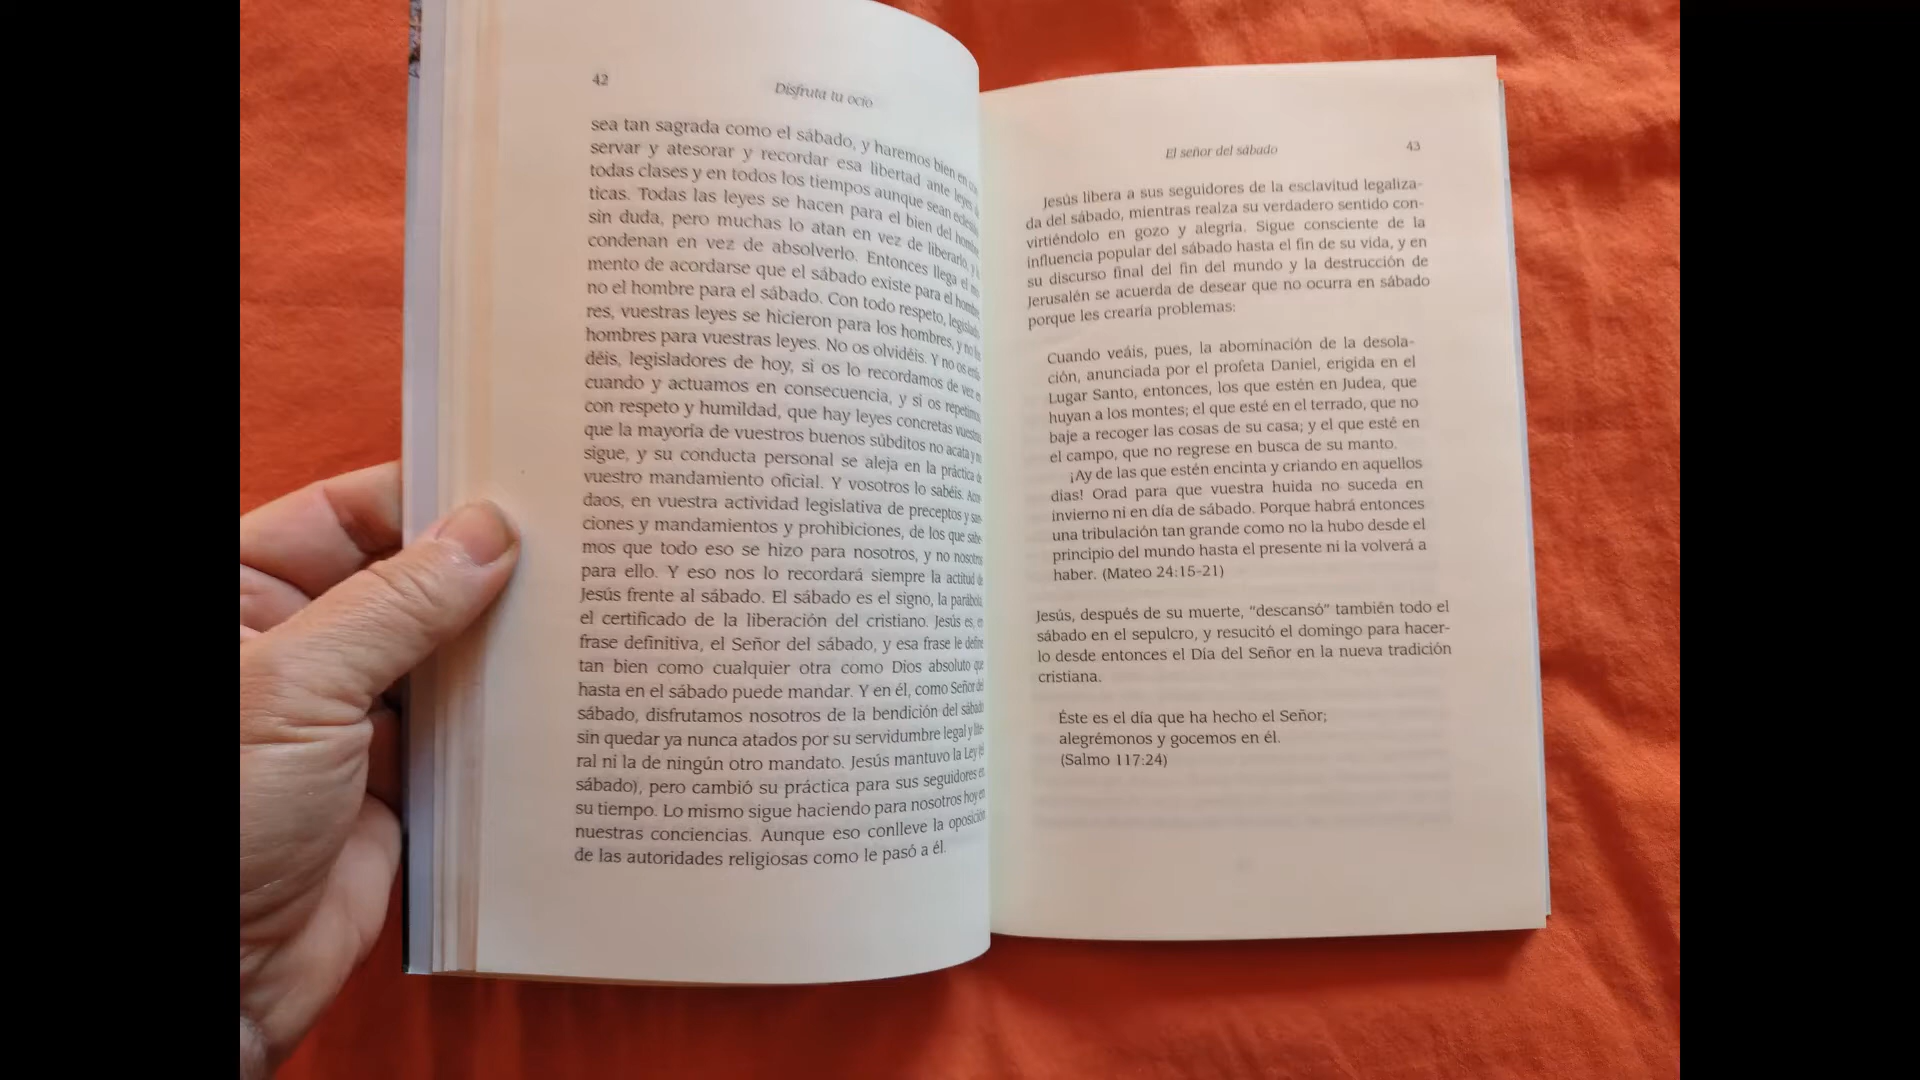 42
Disfruta tu ocio
sea tan sagrada como el sábado, y haremos bien en con-
servar y atesorar y recordar esa libertad ante leyes de
todas clases y en todos los tiempos aunque sean eclesiás-
ticas. Todas las leyes se hacen para el bien del hombre
sin duda, pero muchas lo atan en vez de liberarlo, y lo
condenan en vez de absolverlo. Entonces llega el mo-
mento de acordarse que el sábado existe para el hombre
no el hombre para el sábado. Con todo respeto, legislado-
res, vuestras leyes se hicieron para los hombres, y no los
hombres para vuestras leyes. No os olvidéis. Y no os enfa-
déis, legisladores de hoy, si os lo recordamos de vez en
cuando y actuamos en consecuencia, y si os repetimos,
con respeto y humildad, que hay leyes concretas vuestras
que la mayoría de vuestros buenos súbditos no acata y no
sigue, y su conducta personal se aleja en la práctica de
vuestro mandamiento oficial. Y vosotros lo sabéis. Acor-
daos, en vuestra actividad legislativa de preceptos y san-
ciones y mandamientos y prohibiciones, de los que sabe-
mos que todo eso se hizo para nosotros, y no nosotros
para ello. Y eso nos lo recordará siempre la actitud de
Jesús frente al sábado. El sábado es el signo, la parábola,
el certificado de la liberación del cristiano. Jesús es, en
frase definitiva, el Señor del sábado, y esa frase le define
tan bien como cualquier otra como Dios absoluto que
hasta en el sábado puede mandar. Y en él, como Señor del
sábado, disfrutamos nosotros de la bendición del sábado
sin quedar ya nunca atados por su servidumbre legal y lite-
ral ni la de ningún otro mandato. Jesús mantuvo la Ley (el
sábado), pero cambió su práctica para sus seguidores en
su tiempo. Lo mismo sigue haciendo para nosotros hoy en
nuestras conciencias. Aunque eso conlleve la oposición
de las autoridades religiosas como le pasó a él.
El señor del sábado
43
Jesús libera a sus seguidores de la esclavitud legaliza-
da del sábado, mientras realza su verdadero sentido con-
virtiéndolo en gozo y alegría. Sigue consciente de la
influencia popular del sábado hasta el fin de su vida, y en
su discurso final del fin del mundo y la destrucción de
Jerusalén se acuerda de desear que no ocurra en sábado
porque les crearía problemas:
Cuando veáis, pues, la abominación de la desola-
ción, anunciada por el profeta Daniel, erigida en el
Lugar Santo, entonces, los que estén en Judea, que
huyan a los montes; el que esté en el terrado, que no
baje a recoger las cosas de su casa; y el que esté en
el campo, que no regrese en busca de su manto.
¡Ay de las que estén encinta y criando en aquellos
días! Orad para que vuestra huida no suceda en
invierno ni en día de sábado. Porque habrá entonces
una tribulación tan grande como no la hubo desde el
principio del mundo hasta el presente ni la volverá a
haber. (Mateo 24:15-21)
Jesús, después de su muerte, "descansó" también todo el
sábado en el sepulcro, y resucitó el domingo para hacer-
lo desde entonces el Día del Señor en la nueva tradición
cristiana.
Éste es el día que ha hecho el Señor;
alegrémonos y gocemos en él.
(Salmo 117:24)